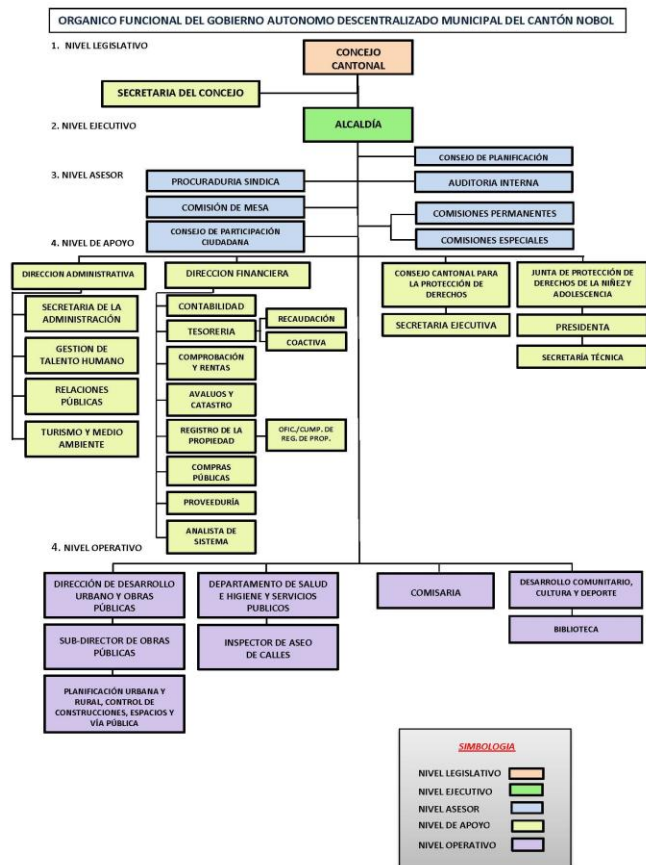 ORGANICO FUNCIONAL DEL GOBIERNO AUTONOMO DESCENTRALIZADO MUNICIPAL DEL CANTÓN NOBOL
1. NIVEL LEGISLATIVO
CONCEJO
CANTONAL
SECRETARIA DEL CONCEJO
2. NIVEL EJECUTIVO
ALCALDÍA
CONSEJO DE PLANIFICACIÓN
3. NIVEL ASESOR
PROCURADURIA SINDICA
AUDITORIA INTERNA
COMISIÓN DE MESA
COMISIONES PERMANENTES
CONSEJO DE PARTICIPACIÓN
CIUDADANA
COMISIONES ESPECIALES
4. NIVEL DE APOYO
DIRECCION ADMINISTRATIVA
SECRETARIA DE LA
ADMINISTRACIÓN
GESTION DE
TALENTO HUMANO
RELACIONES
PÚBLICAS
TURISMO Y MEDIO
AMBIENTE
DIRECCION FINANCIERA
CONTABILIDAD
TESORERIA
RECAUDACIÓN
COACTIVA
COMPROBACIÓN
Y RENTAS
AVALUOS Y
CATASTRO
REGISTRO DE LA
PROPIEDAD
OFIC./CUMP. DE
REG. DE PROP.
COMPRAS
PÚBLICAS
PROVEEDURÍA
ANALISTA DE
SISTEMA
CONSEJO CANTONAL PARA
LA PROTECCIÓN DE
DERECHOS
SECRETARIA EJECUTIVA
JUNTA DE PROTECCIÓN DE
DERECHOS DE LA NIÑEZ Y
ADOLESCENCIA
PRESIDENTA
SECRETARÍA TÉCNICA
4. NIVEL OPERATIVO
DIRECCIÓN DE DESARROLLO
URBANO Y OBRAS
PÚBLICAS
SUB-DIRECTOR DE OBRAS
PÚBLICAS
PLANIFICACIÓN URBANA Y
RURAL, CONTROL DE
CONSTRUCCIONES, ESPACIOS Y
VÍA PÚBLICA
DEPARTAMENTO DE SALUD
E HIGIENE Y SERVICIOS
PUBLICOS
INSPECTOR DE ASEO
DE CALLES
COMISARIA
DESARROLLO COMUNITARIO,
CULTURA Y DEPORTE
BIBLIOTECA
SIMBOLOGIA
NIVEL LEGISLATIVO
NIVEL EJECUTIVO
NIVEL ASESOR
NIVEL DE APOYO
NIVEL OPERATIVO